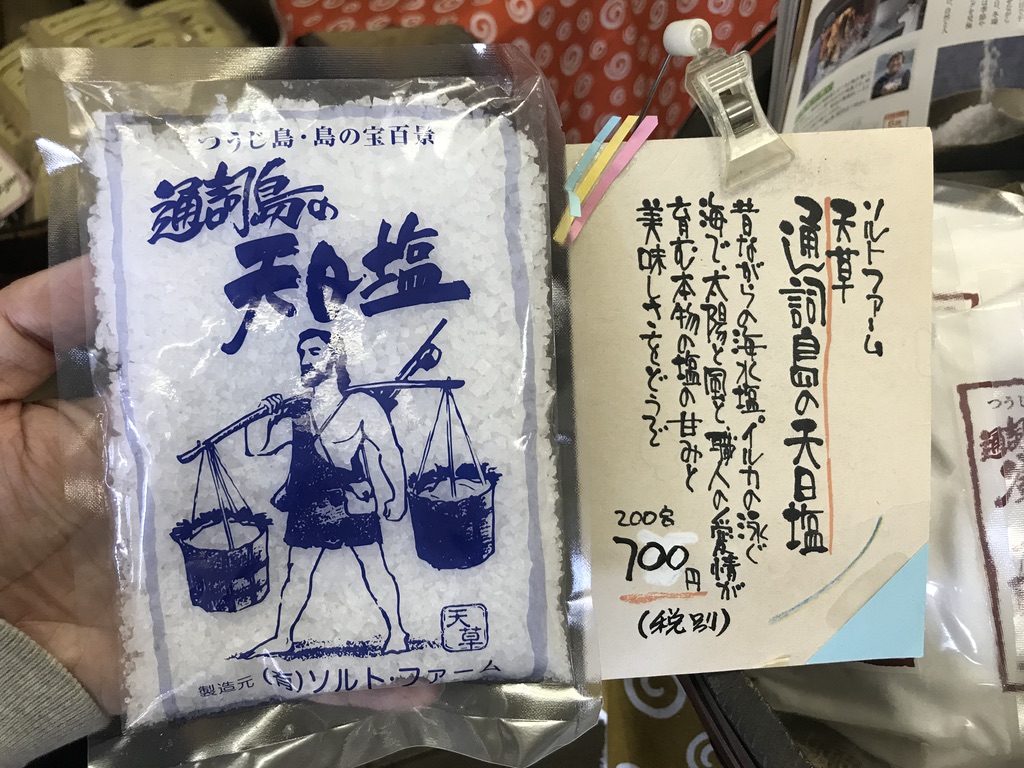 つうじ島・島の宝百景
通詞島の
天日塩
天草
製造元 (有)ソルト・ファーム
ソルトファーム
天草
通詞島の天日塩
昔ながらの海水塩。イルカの泳ぐ
海で太陽と風と職人の愛情が
育む本物の塩の甘みと
美味しさをどうぞ
200g
700円
(税別)
つうじ